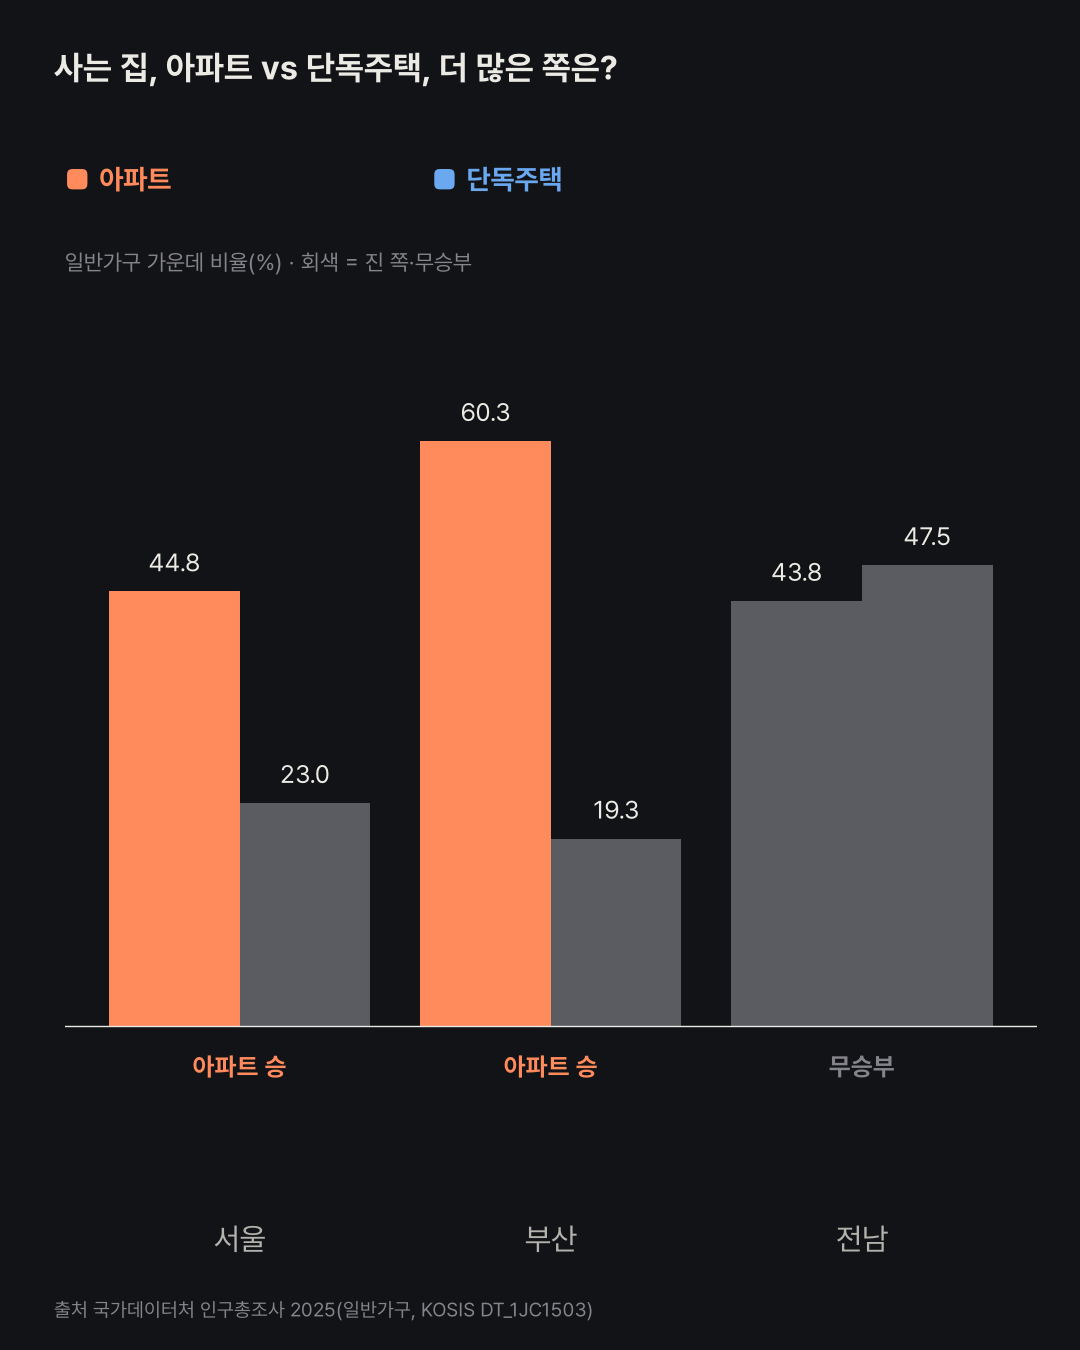 사는 집, 아파트 vs 단독주택, 더 많은 쪽은?
아파트
단독주택
일반가구 가운데 비율(%) · 회색 = 진 쪽·무승부
44.8
23.0
60.3
19.3
43.8
47.5
아파트 승
아파트 승
무승부
서울
부산
전남
출처 국가데이터처 인구총조사 2025(일반가구, KOSIS DT_1JC1503)